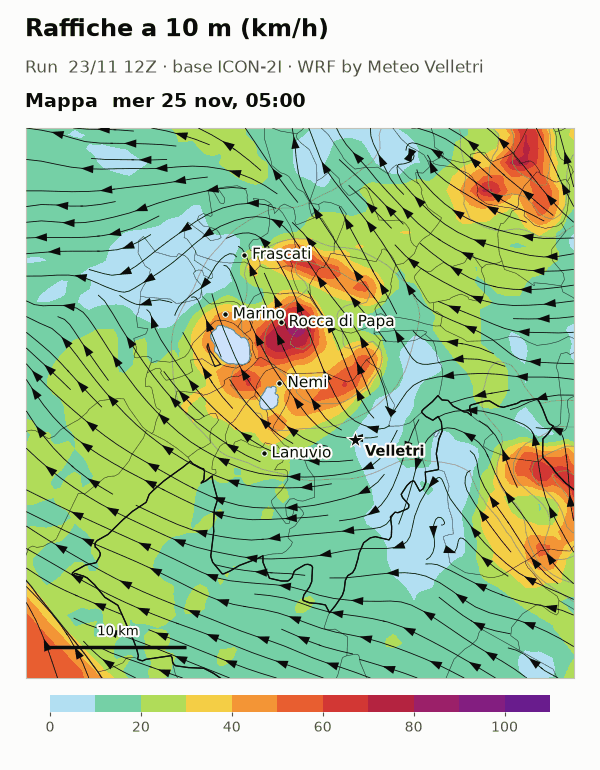 Raffiche a 10 m (km/h)
Run 23/11 12Z · base ICON-2I · WRF by Meteo Velletri
Mappa mer 25 nov, 05:00
Frascati
Marino
Rocca di Papa
Nemi
Velletri
Lanuvio
10 km
0 20 40 60 80 100